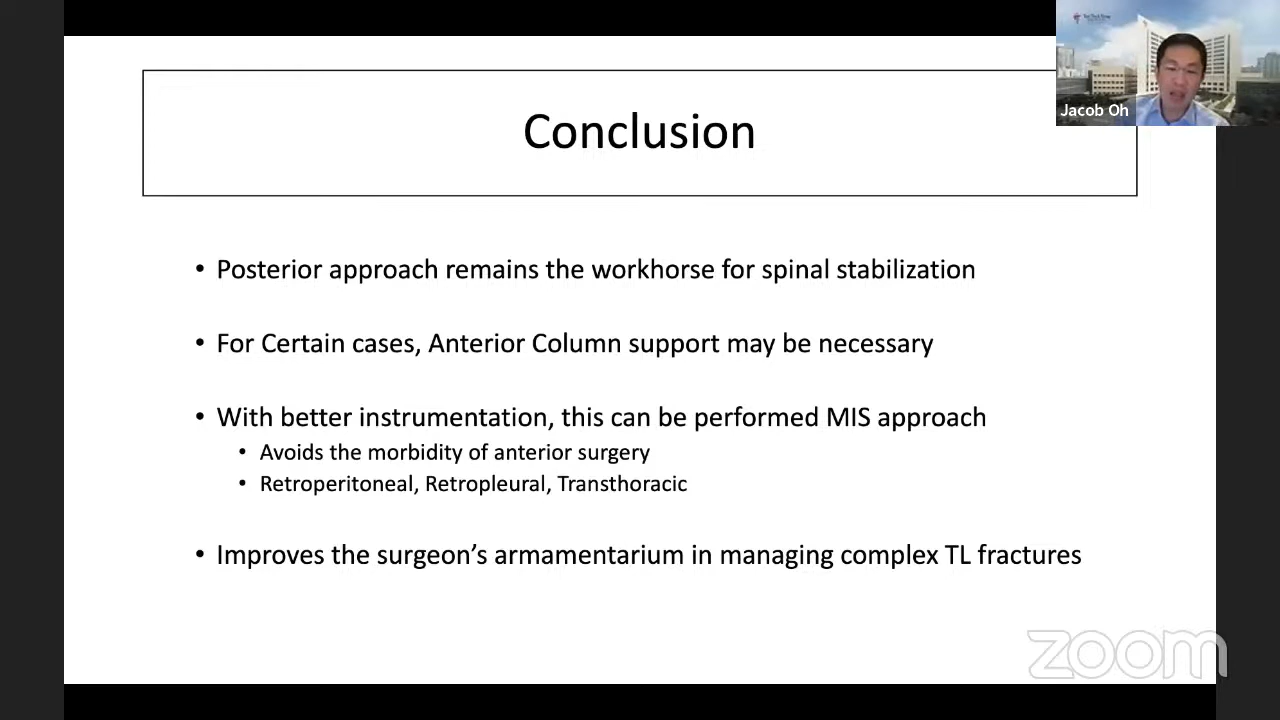 Jacob Oh
Conclusion
• Posterior approach remains the workhorse for spinal stabilization
• For Certain cases, Anterior Column support may be necessary
• With better instrumentation, this can be performed MIS approach
• Avoids the morbidity of anterior surgery
• Retroperitoneal, Retropleural, Transthoracic
• Improves the surgeon’s armamentarium in managing complex TL fractures
zoom